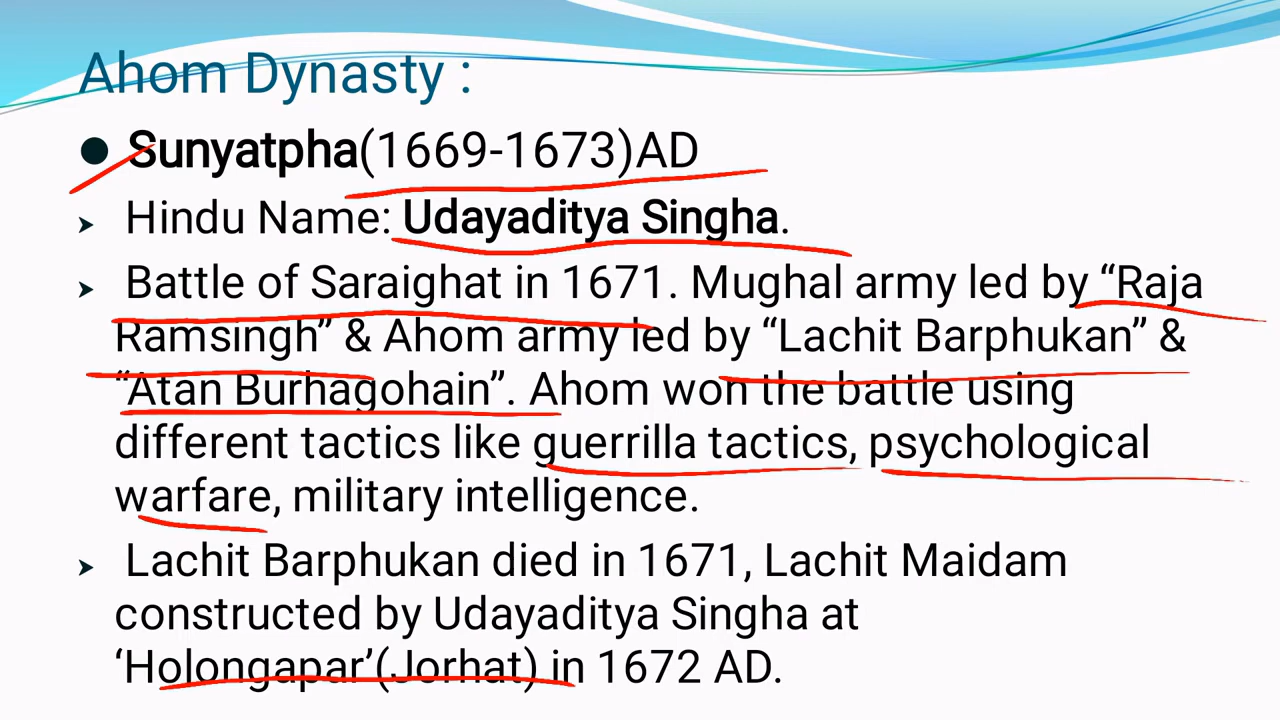 Ahom Dynasty :
● Sunyatpha(1669-1673)AD
➤ Hindu Name: Udayaditya Singha.
➤ Battle of Saraighat in 1671. Mughal army led by “Raja
Ramsingh” & Ahom army led by “Lachit Barphukan” &
“Atan Burhagohain”. Ahom won the battle using
different tactics like guerrilla tactics, psychological
warfare, military intelligence.
➤ Lachit Barphukan died in 1671, Lachit Maidam
constructed by Udayaditya Singha at
‘Holongapar’(Jorhat) in 1672 AD.